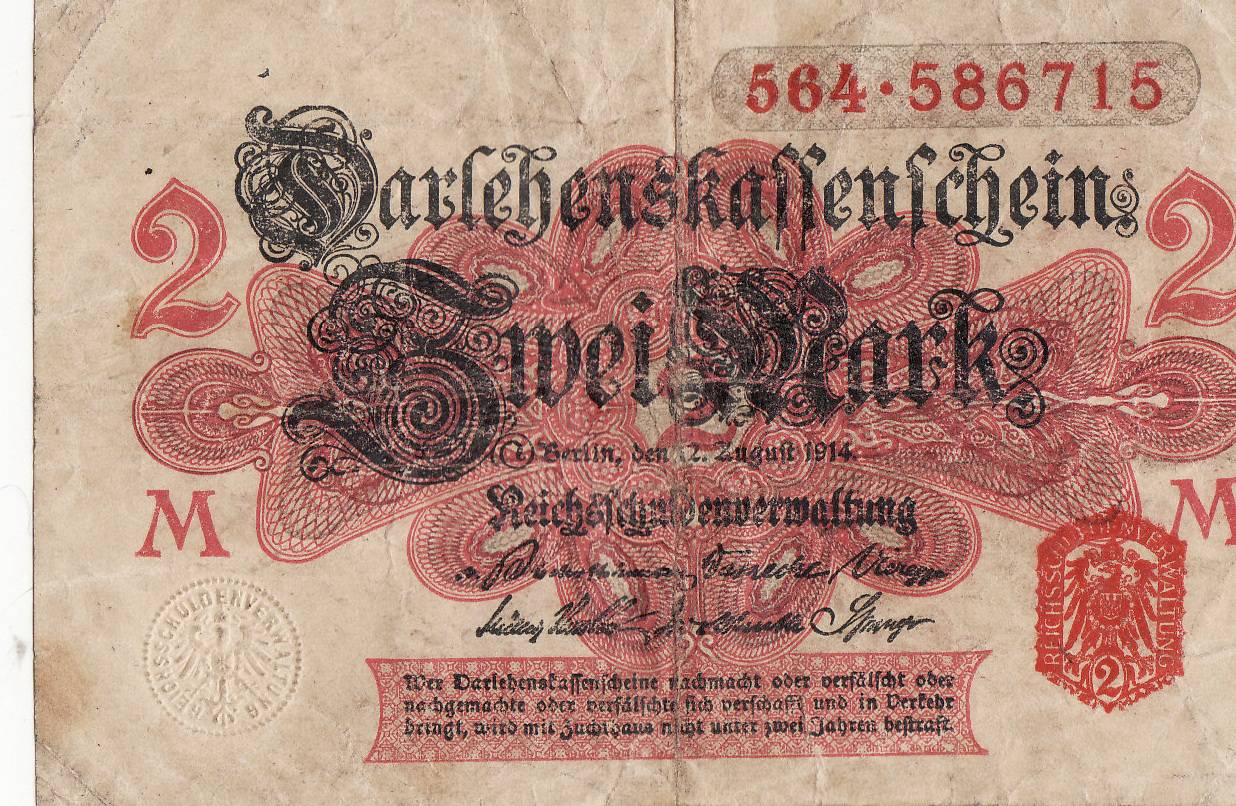 564·586715
Darlehenskassenschein
2
2
Zwei Mark
Berlin, den 12. August 1914.
Reichsschuldenverwaltung
M
M
REICHSSCHULDENVERWALTUNG
REICHSSCHULDENVERWALTUNG
2
Wer Darlehenskassenscheine nachmacht oder verfälscht oder
nachgemachte oder verfälschte sich verschafft und in Verkehr
bringt, wird mit Zuchthaus nicht unter zwei Jahren bestraft.